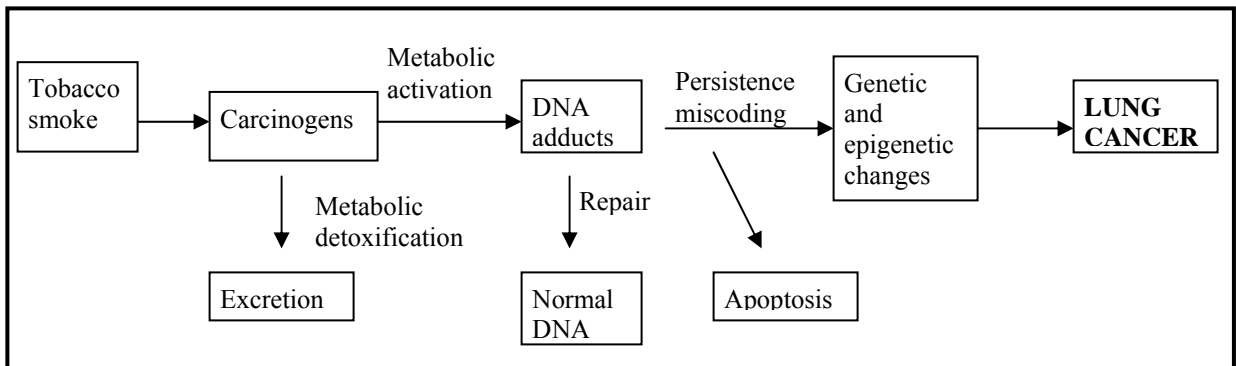 Tobacco
smoke
Carcinogens
Metabolic
activation
DNA
adducts
Persistence
miscoding
Genetic
and
epigenetic
changes
LUNG
CANCER
Metabolic
detoxification
Repair
Excretion
Normal
DNA
Apoptosis